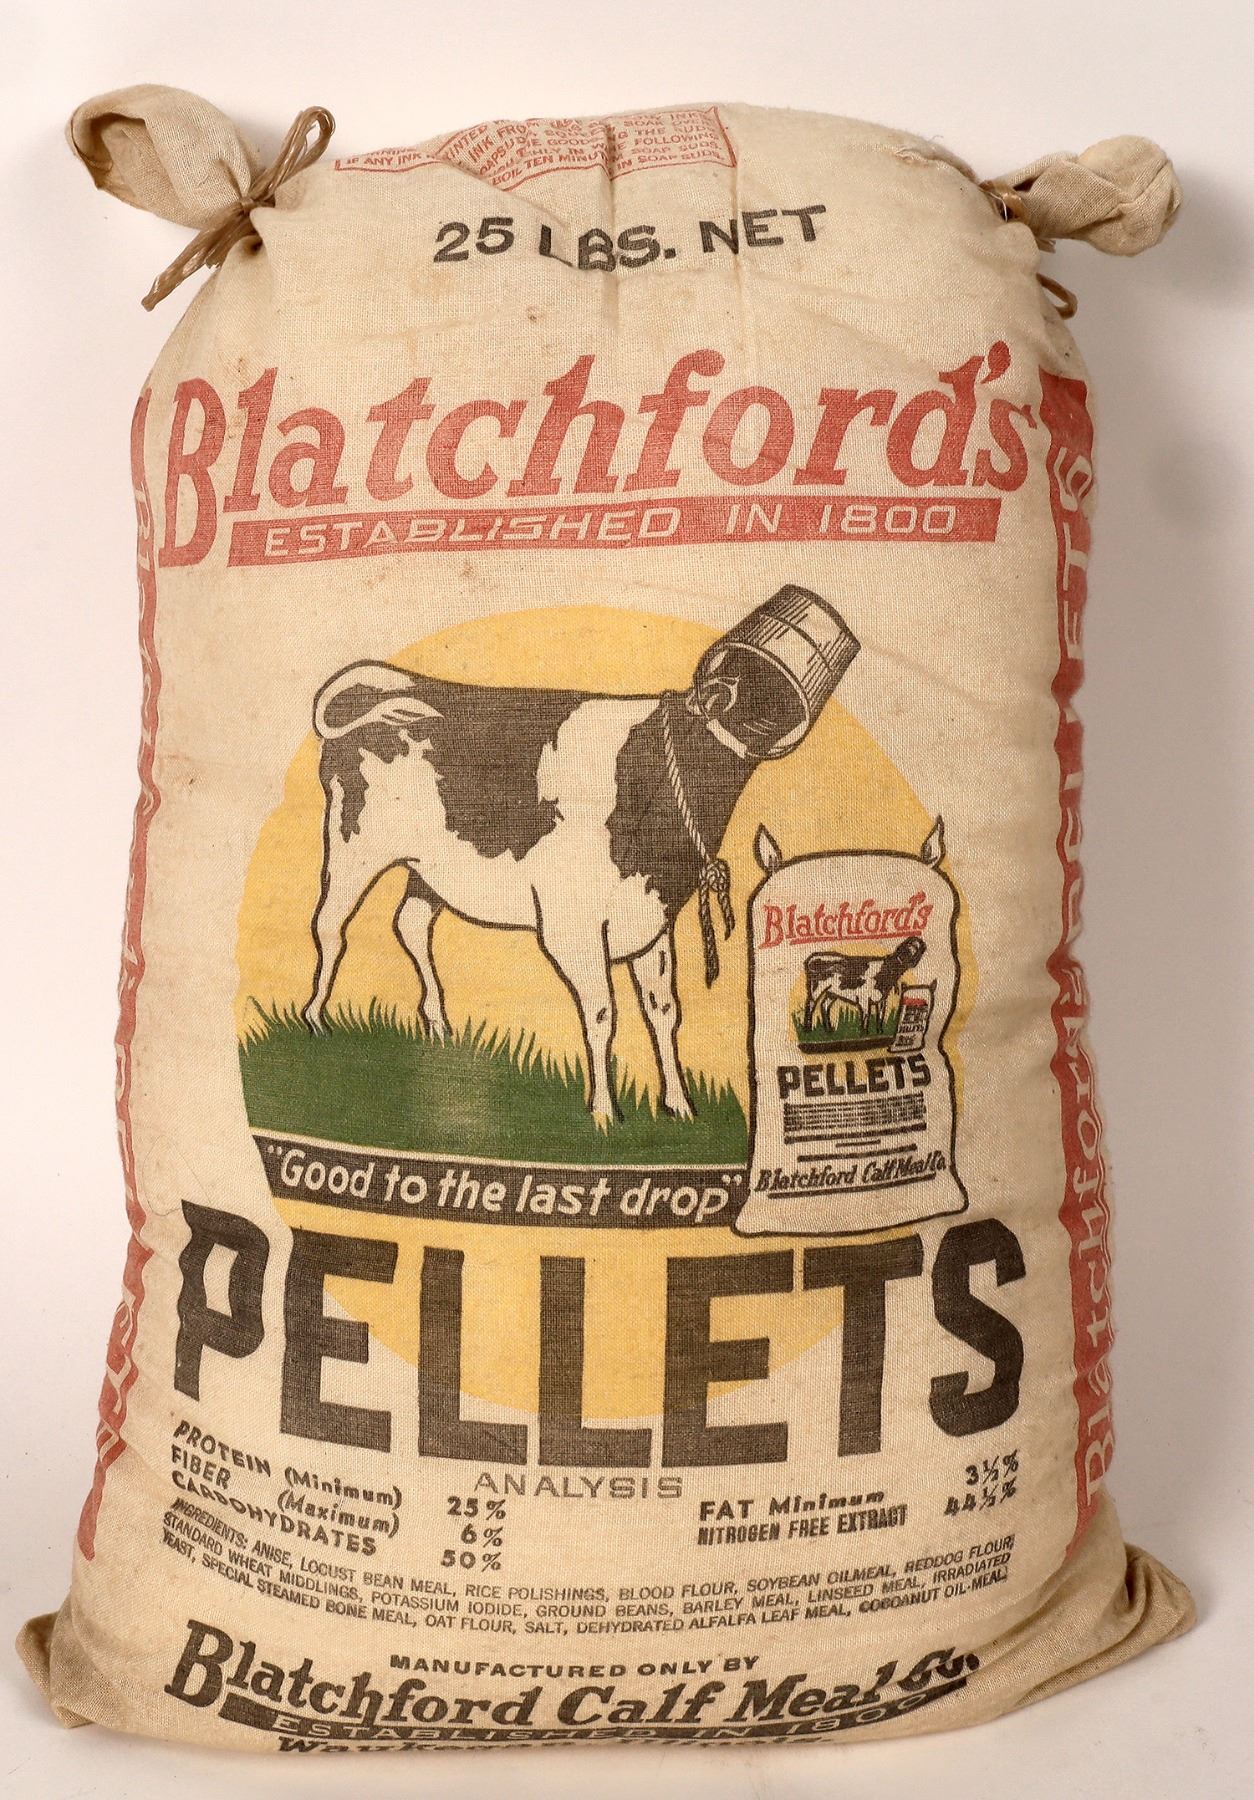 25 LBS. NET
Blatchford's
ESTABLISHED IN 1800
Blatchford's
PELLETS
Blatchford Calf Meal Co.
"Good to the last drop"
PELLETS
ANALYSIS
PROTEIN (Minimum) 25%
FIBER (Maximum) 6%
CARBOHYDRATES 50%
FAT Minimum 3½%
NITROGEN FREE EXTRACT 44½%
INGREDIENTS: ANISE, LOCUST BEAN MEAL, RICE POLISHINGS, BLOOD FLOUR, SOYBEAN OILMEAL, REDDOG FLOUR,
STANDARD WHEAT MIDDLINGS, POTASSIUM IODIDE, GROUND BEANS, BARLEY MEAL, LINSEED MEAL, IRRADIATED
YEAST, SPECIAL STEAMED BONE MEAL, OAT FLOUR, SALT, DEHYDRATED ALFALFA LEAF MEAL, COCOANUT OIL-MEAL
MANUFACTURED ONLY BY
Blatchford Calf Meal Co.
ESTABLISHED IN 1800
Waukegan, Illinois.
Blatchford's PELLETS